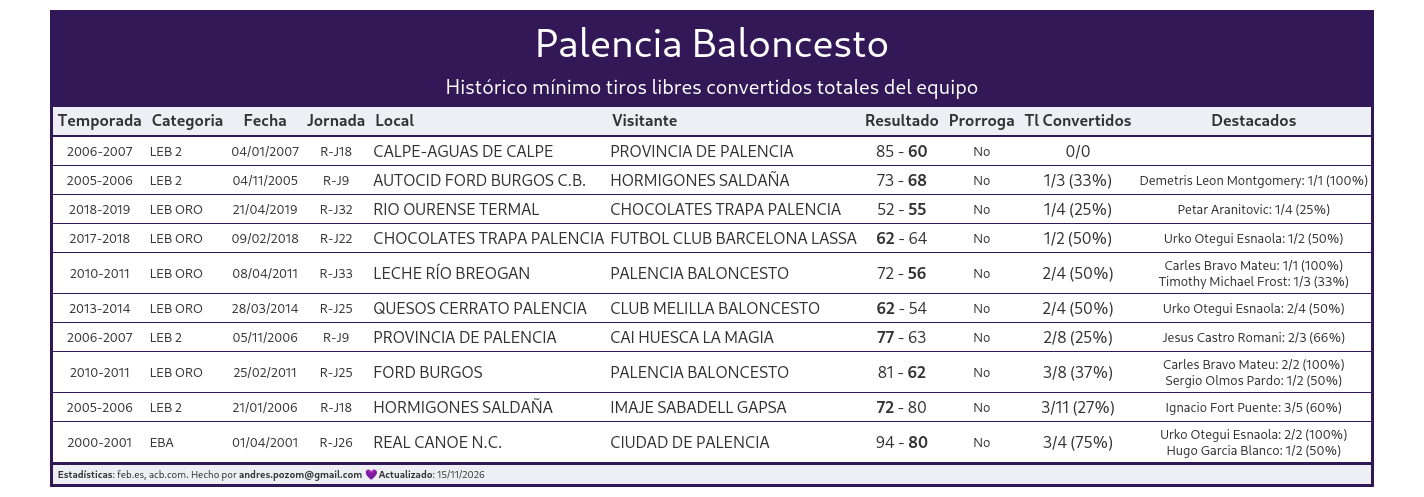 Palencia Baloncesto
Histórico mínimo tiros libres convertidos totales del equipo
Temporada Categoria Fecha Jornada Local Visitante Resultado Prorroga Tl Convertidos Destacados
2006-2007 LEB 2 04/01/2007 R-J18 CALPE-AGUAS DE CALPE PROVINCIA DE PALENCIA 85 - 60 No 0/0
2005-2006 LEB 2 04/11/2005 R-J9 AUTOCID FORD BURGOS C.B. HORMIGONES SALDAÑA 73 - 68 No 1/3 (33%) Demetris Leon Montgomery: 1/1 (100%)
2018-2019 LEB ORO 21/04/2019 R-J32 RIO OURENSE TERMAL CHOCOLATES TRAPA PALENCIA 52 - 55 No 1/4 (25%) Petar Aranitovic: 1/4 (25%)
2017-2018 LEB ORO 09/02/2018 R-J22 CHOCOLATES TRAPA PALENCIA FUTBOL CLUB BARCELONA LASSA 62 - 64 No 1/2 (50%) Urko Otegui Esnaola: 1/2 (50%)
2010-2011 LEB ORO 08/04/2011 R-J33 LECHE RÍO BREOGAN PALENCIA BALONCESTO 72 - 56 No 2/4 (50%) Carles Bravo Mateu: 1/1 (100%)
Timothy Michael Frost: 1/3 (33%)
2013-2014 LEB ORO 28/03/2014 R-J25 QUESOS CERRATO PALENCIA CLUB MELILLA BALONCESTO 62 - 54 No 2/4 (50%) Urko Otegui Esnaola: 2/4 (50%)
2006-2007 LEB 2 05/11/2006 R-J9 PROVINCIA DE PALENCIA CAI HUESCA LA MAGIA 77 - 63 No 2/8 (25%) Jesus Castro Romani: 2/3 (66%)
2010-2011 LEB ORO 25/02/2011 R-J25 FORD BURGOS PALENCIA BALONCESTO 81 - 62 No 3/8 (37%) Carles Bravo Mateu: 2/2 (100%)
Sergio Olmos Pardo: 1/2 (50%)
2005-2006 LEB 2 21/01/2006 R-J18 HORMIGONES SALDAÑA IMAJE SABADELL GAPSA 72 - 80 No 3/11 (27%) Ignacio Fort Puente: 3/5 (60%)
2000-2001 EBA 01/04/2001 R-J26 REAL CANOE N.C. CIUDAD DE PALENCIA 94 - 80 No 3/4 (75%) Urko Otegui Esnaola: 2/2 (100%)
Hugo Garcia Blanco: 1/2 (50%)
Estadísticas: feb.es, acb.com. Hecho por andres.pozom@gmail.com 💜 Actualizado: 15/11/2026